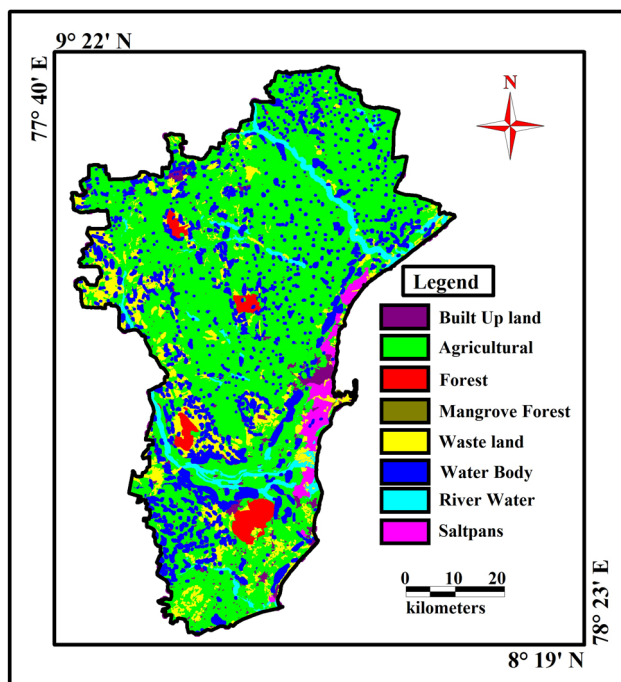 9° 22' N
77° 40' E
N
Legend
Built Up land
Agricultural
Forest
Mangrove Forest
Waste land
Water Body
River Water
Saltpans
0 10 20
kilometers
78° 23' E
8° 19' N